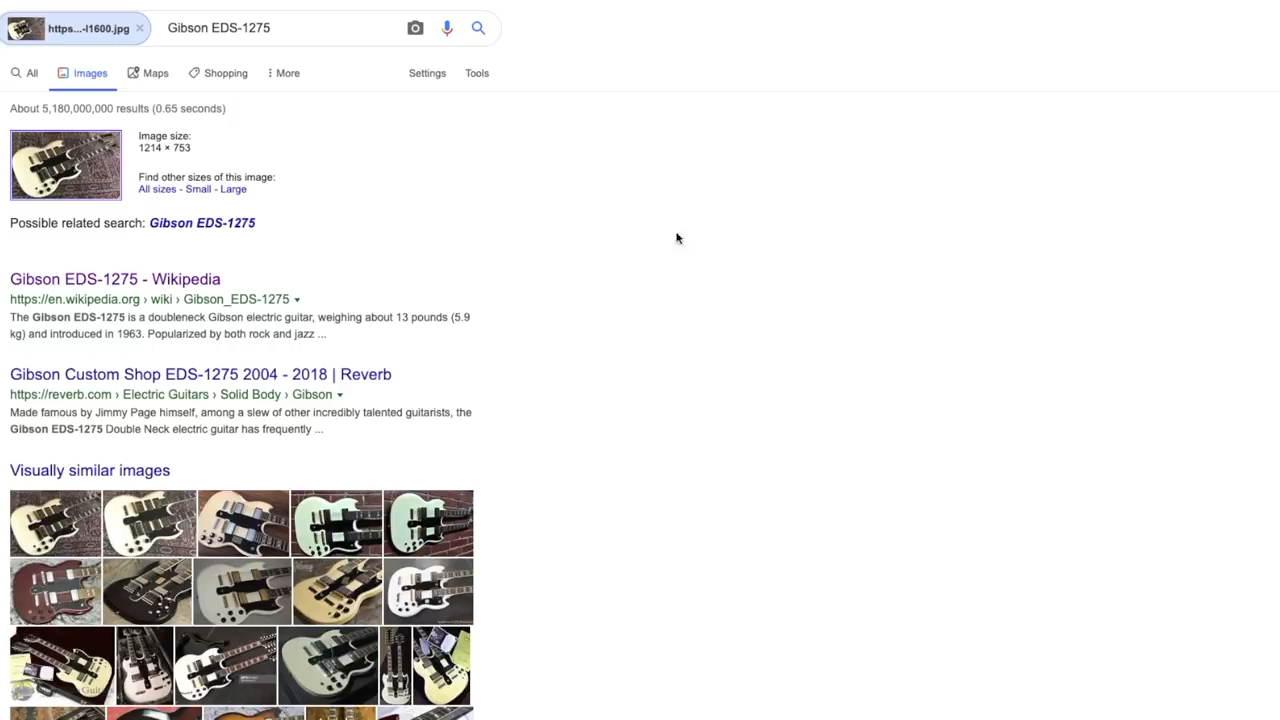 https...-l1600.jpg × Gibson EDS-1275
All Images Maps Shopping More Settings Tools
About 5,180,000,000 results (0.65 seconds)
Image size:
1214 × 753
Find other sizes of this image:
All sizes - Small - Large
Possible related search: Gibson EDS-1275
Gibson EDS-1275 - Wikipedia
https://en.wikipedia.org › wiki › Gibson_EDS-1275
The Gibson EDS-1275 is a doubleneck Gibson electric guitar, weighing about 13 pounds (5.9
kg) and introduced in 1963. Popularized by both rock and jazz ...
Gibson Custom Shop EDS-1275 2004 - 2018 | Reverb
https://reverb.com › Electric Guitars › Solid Body › Gibson
Made famous by Jimmy Page himself, among a slew of other incredibly talented guitarists, the
Gibson EDS-1275 Double Neck electric guitar has frequently ...
Visually similar images